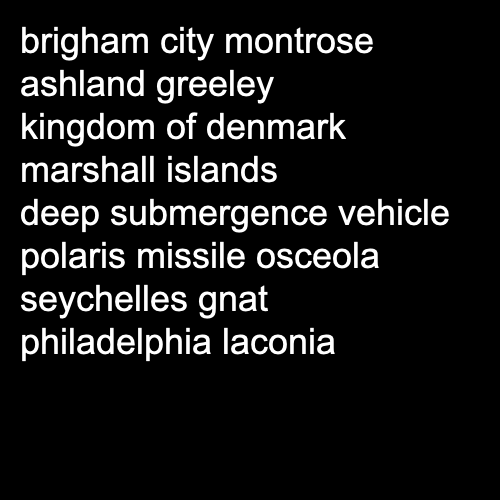 brigham city montrose
ashland greeley
kingdom of denmark
marshall islands
deep submergence vehicle
polaris missile osceola
seychelles gnat
philadelphia laconia